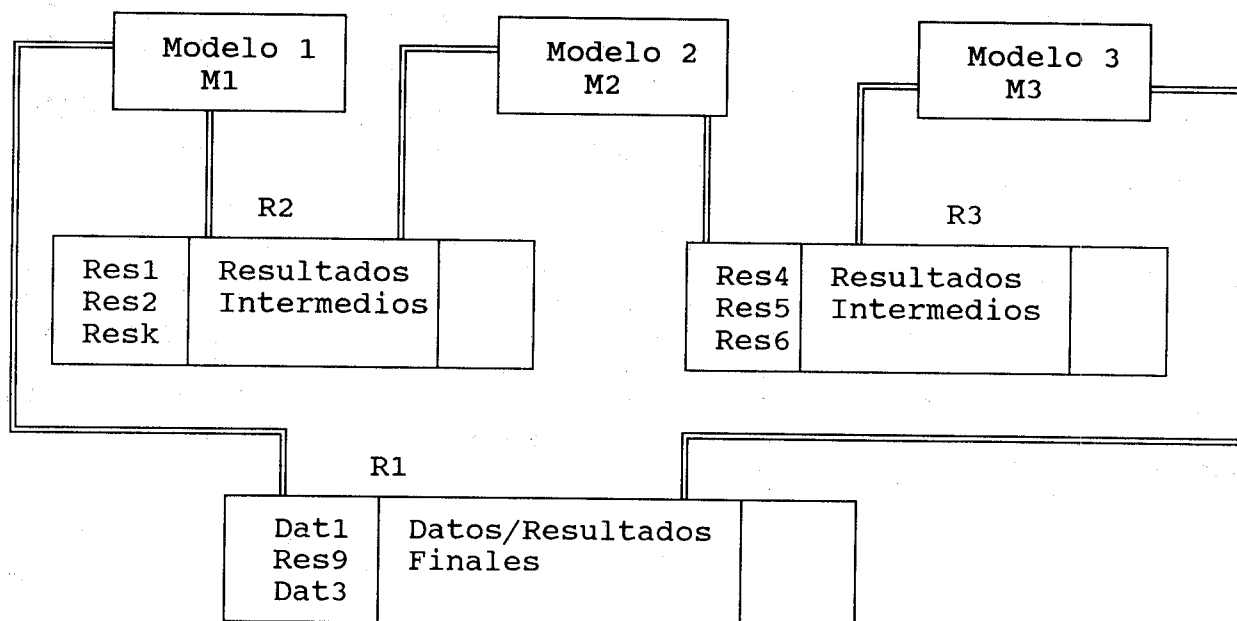 Modelo 1
M1
Modelo 2
M2
Modelo 3
M3
R2
Res1
Res2
Resk
Resultados
Intermedios
R3
Res4
Res5
Res6
Resultados
Intermedios
R1
Dat1
Res9
Dat3
Datos/Resultados
Finales